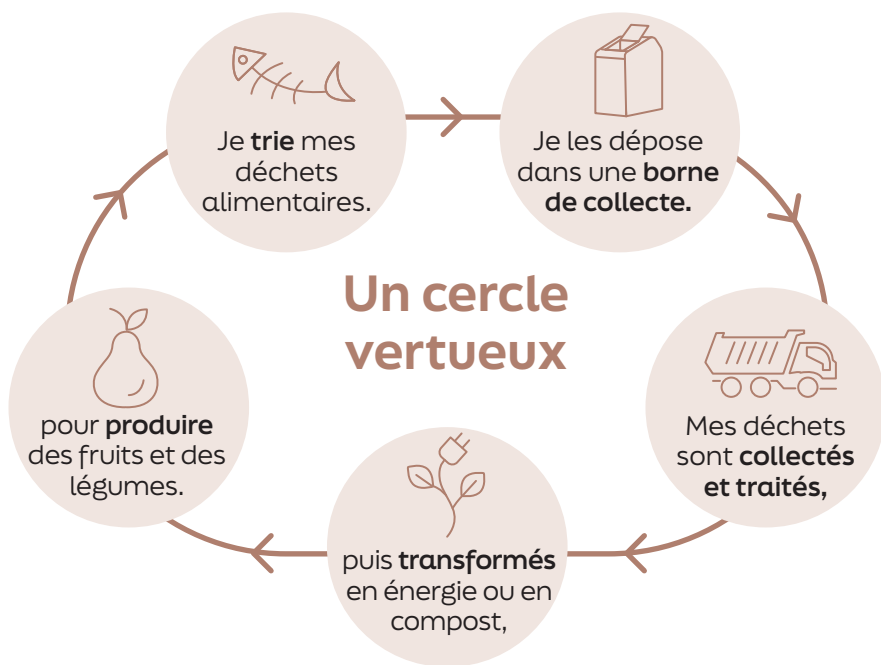 Je trie mes
déchets
alimentaires.
Je les dépose
dans une borne
de collecte.
Un cercle
vertueux
Mes déchets
sont collectés
et traités,
puis transformés
en énergie ou en
compost,
pour produire
des fruits et des
légumes.